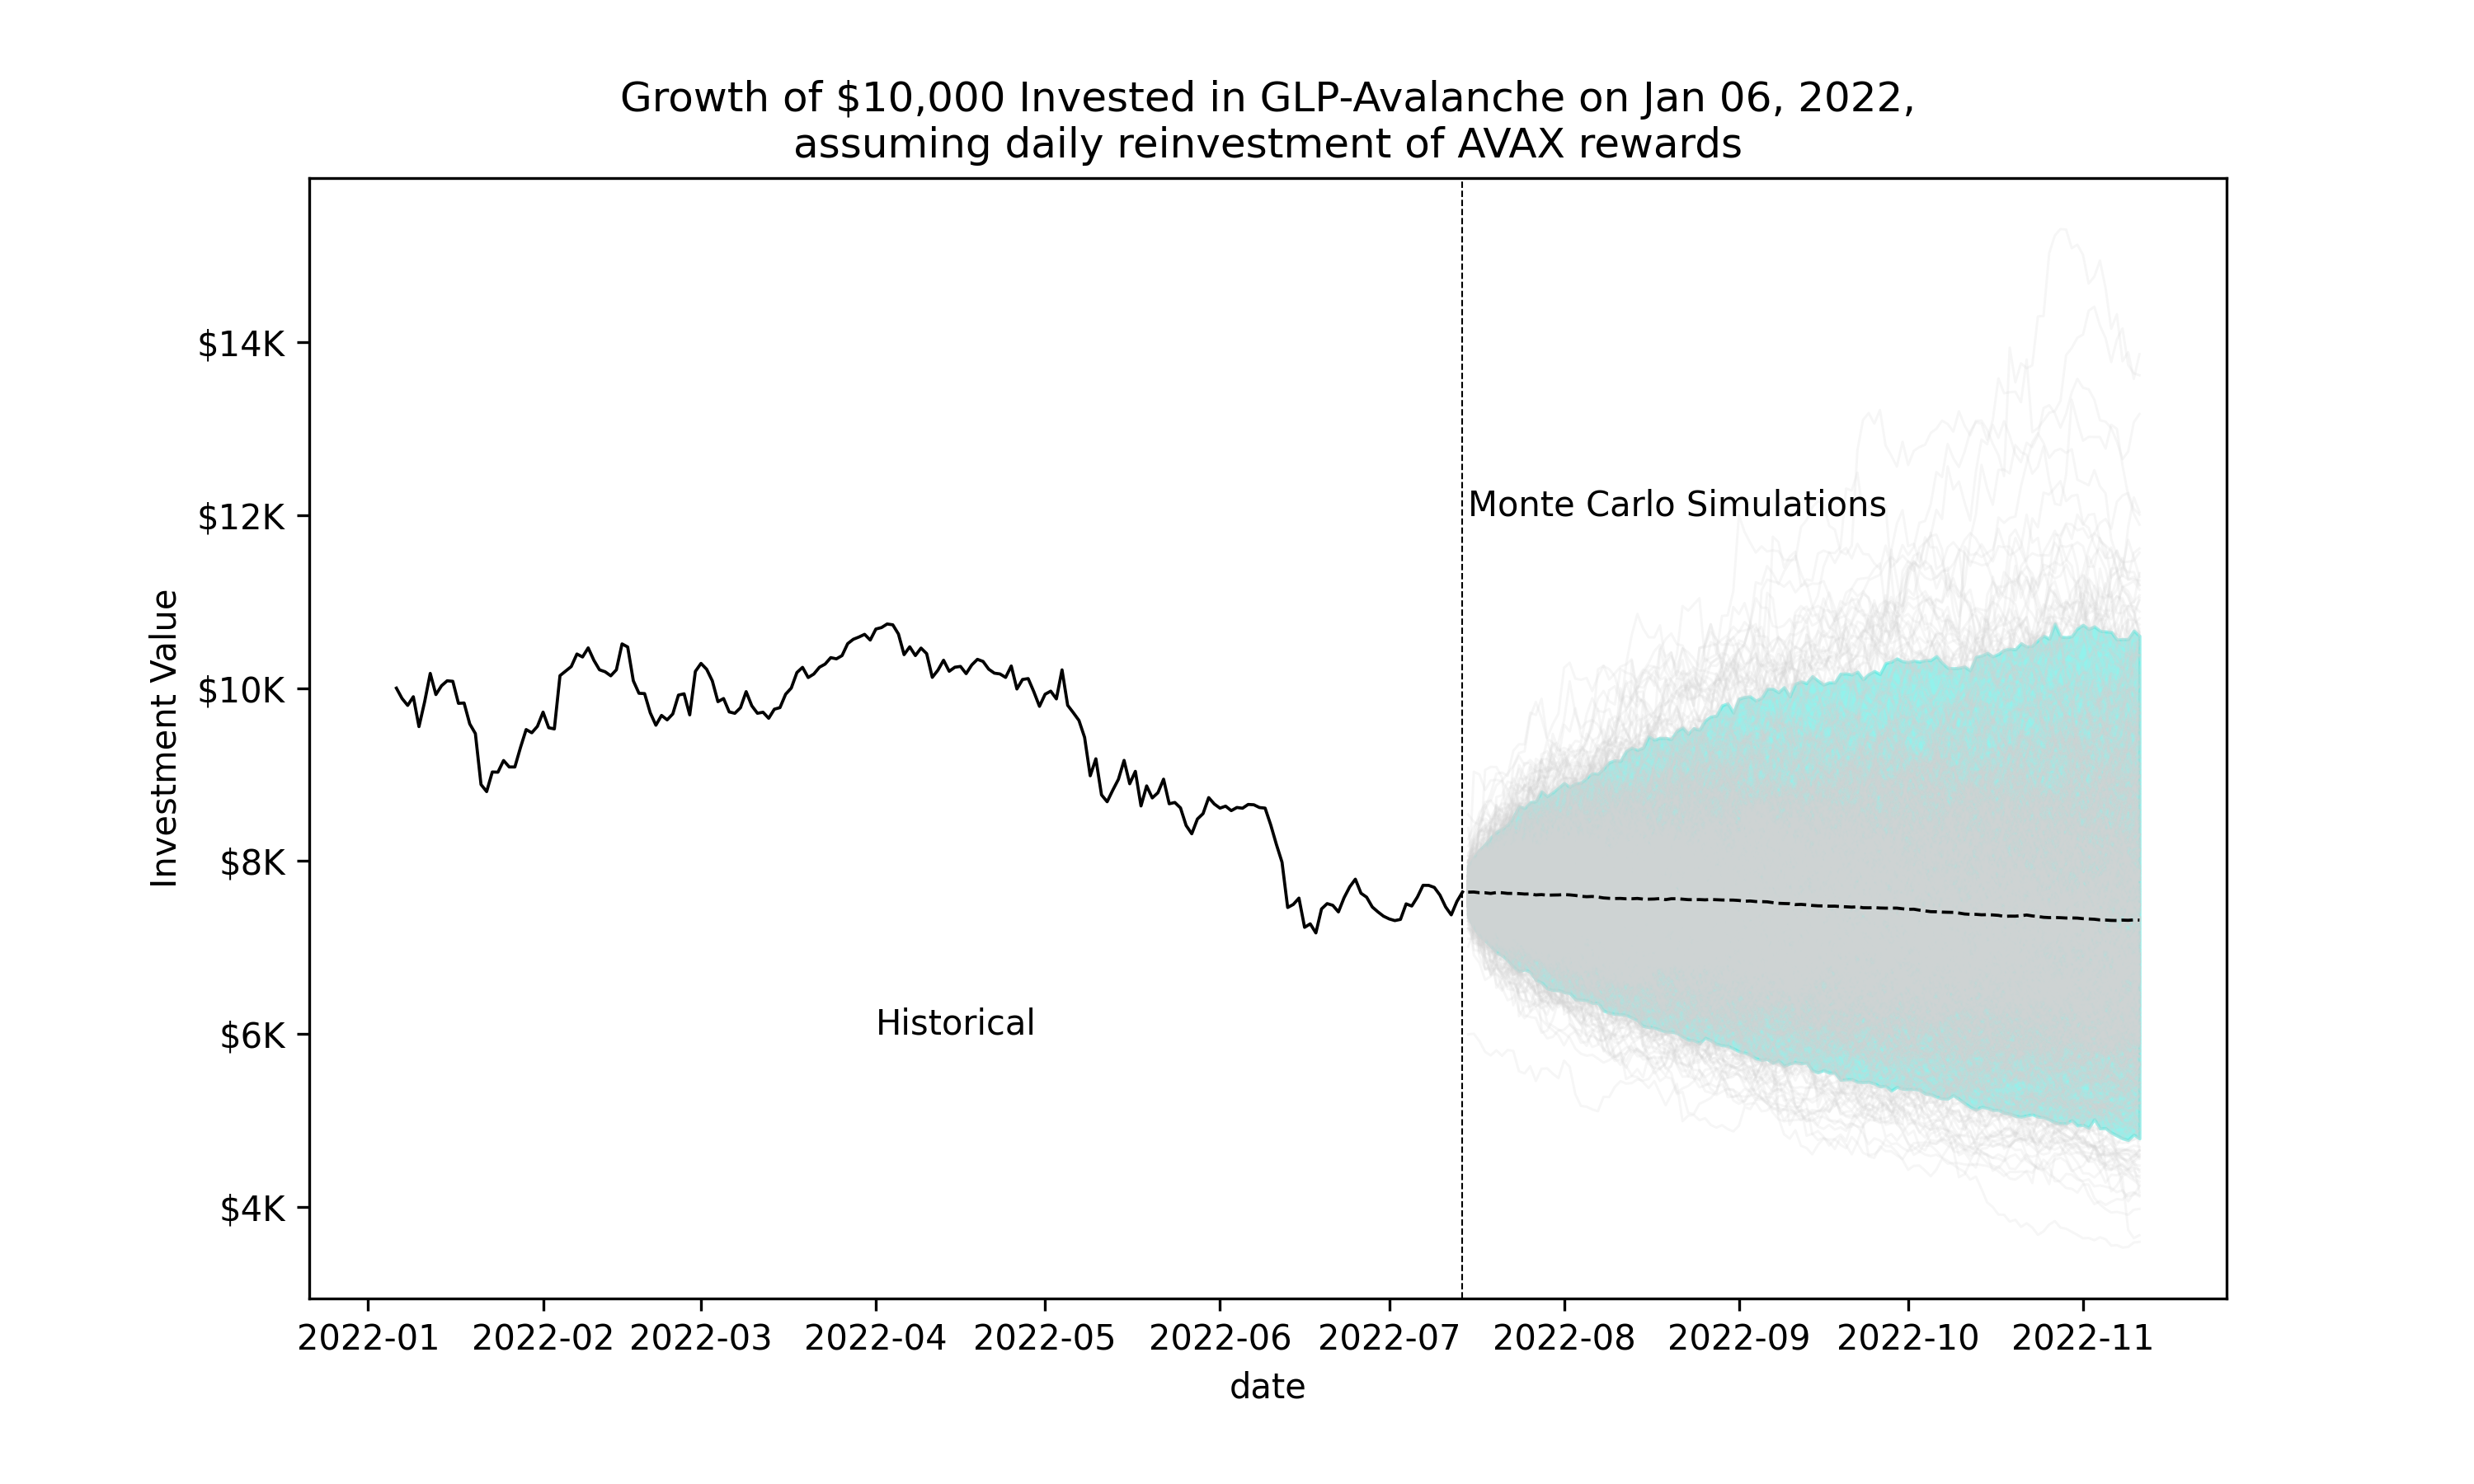 Growth of $10,000 Invested in GLP-Avalanche on Jan 06, 2022,
assuming daily reinvestment of AVAX rewards
Investment Value
$14K
$12K
$10K
$8K
$6K
$4K
Monte Carlo Simulations
Historical
2022-01 2022-02 2022-03 2022-04 2022-05 2022-06 2022-07 2022-08 2022-09 2022-10 2022-11
date